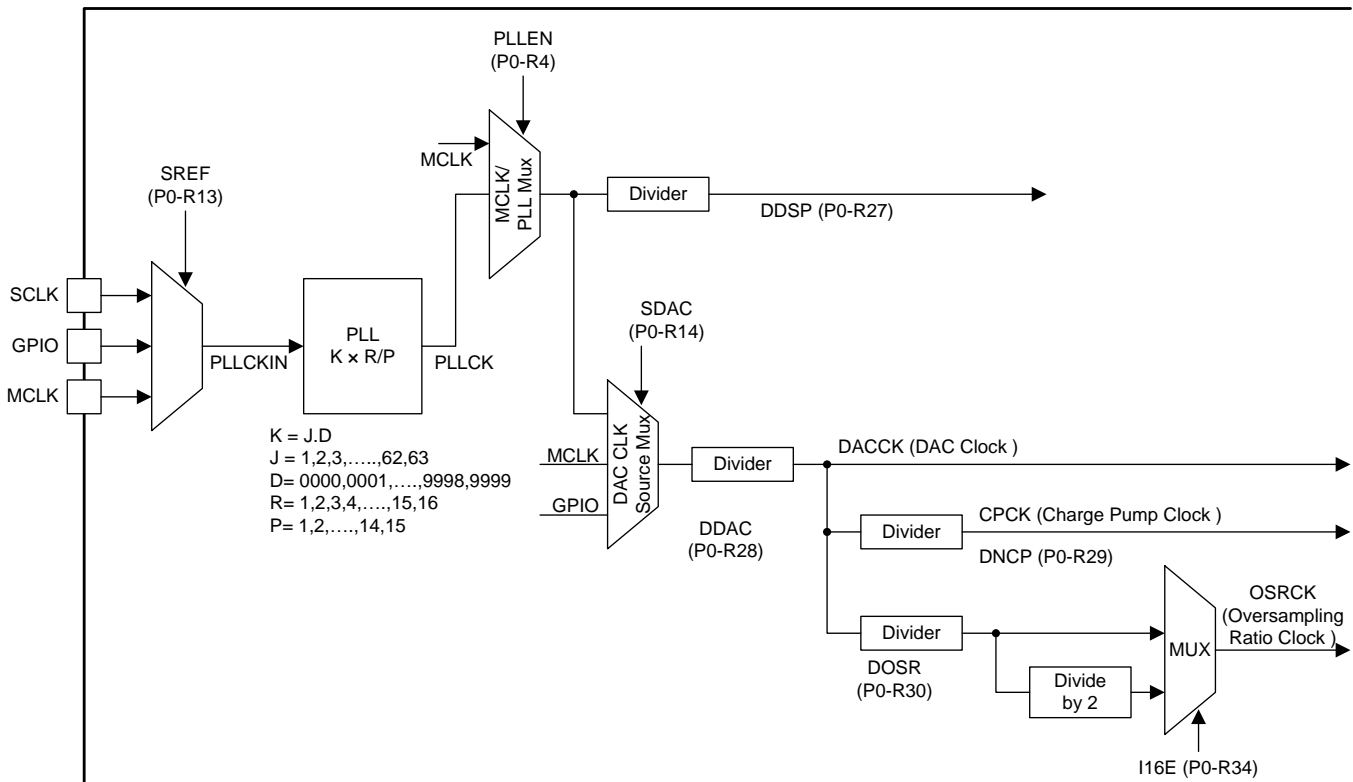 PLLEN
(P0-R4)
MCLK
MCLK/
PLL Mux
SREF
(P0-R13)
Divider
DDSP (P0-R27)
SCLK
GPIO
MCLK
PLLCKIN
PLL
K × R/P
PLLCK
SDAC
(P0-R14)
K = J.D
J = 1,2,3,…..,62,63
D= 0000,0001,….,9998,9999
R= 1,2,3,4,….,15,16
P= 1,2,….,14,15
MCLK
GPIO
DAC CLK
Source Mux
Divider
DDAC
(P0-R28)
DACCK (DAC Clock )
Divider
CPCK (Charge Pump Clock )
DNCP (P0-R29)
Divider
DOSR
(P0-R30)
Divide
by 2
MUX
OSRCK
(Oversampling
Ratio Clock )
I16E (P0-R34)